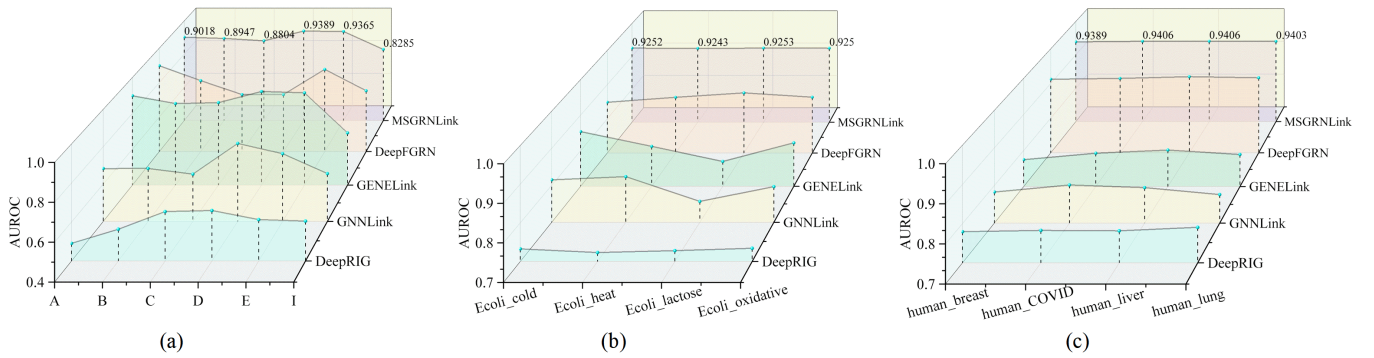 0.9018 0.8947 0.8804 0.9389 0.9365 0.8285
MSGRNLink
DeepFGRN
GENELink
GNNLink
DeepRIG
1.0
0.8
0.6
0.4
AUROC
A B C D E I
(a)
0.9252 0.9243 0.9253 0.925
MSGRNLink
DeepFGRN
GENELink
GNNLink
DeepRIG
1.0
0.9
0.8
0.7
AUROC
Ecoli_cold Ecoli_heat Ecoli_lactose Ecoli_oxidative
(b)
0.9389 0.9406 0.9406 0.9403
MSGRNLink
DeepFGRN
GENELink
GNNLink
DeepRIG
1.0
0.9
0.8
0.7
AUROC
human_breast human_COVID human_liver human_lung
(c)